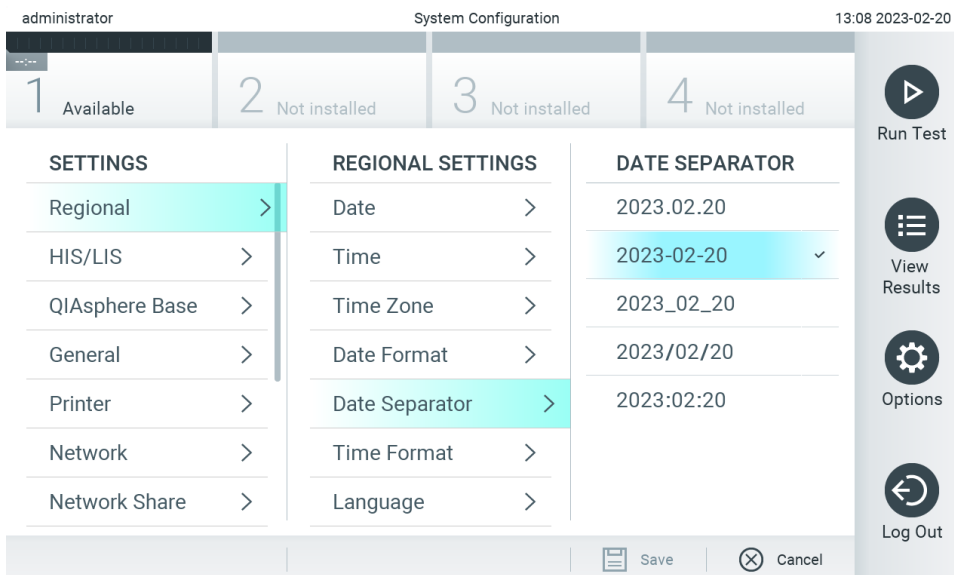 administrator
System Configuration
13:08 2023-02-20
--:--
1 Available
2 Not installed
3 Not installed
4 Not installed
Run Test
View
Results
Options
Log Out
SETTINGS
Regional
HIS/LIS
QIAsphere Base
General
Printer
Network
Network Share
REGIONAL SETTINGS
Date
Time
Time Zone
Date Format
Date Separator
Time Format
Language
DATE SEPARATOR
2023.02.20
2023-02-20
2023_02_20
2023/02/20
2023:02:20
Save
Cancel